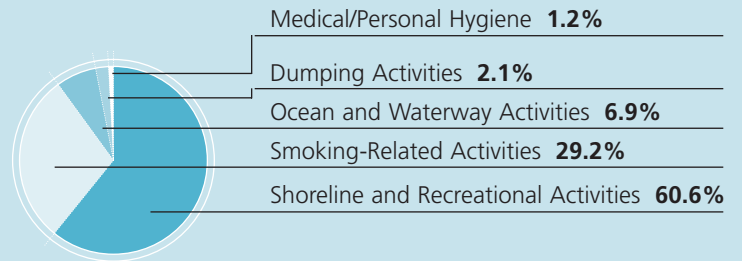 Medical/Personal Hygiene 1.2%
Dumping Activities 2.1%
Ocean and Waterway Activities 6.9%
Smoking-Related Activities 29.2%
Shoreline and Recreational Activities 60.6%